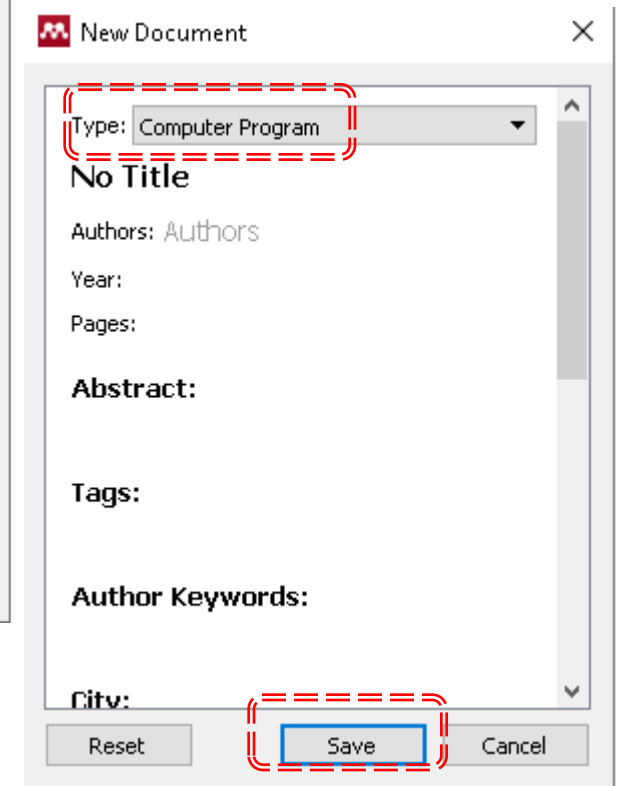 New Document
Type: Computer Program
No Title
Authors: Authors
Year:
Pages:
Abstract:
Tags:
Author Keywords:
City:
Reset Save Cancel